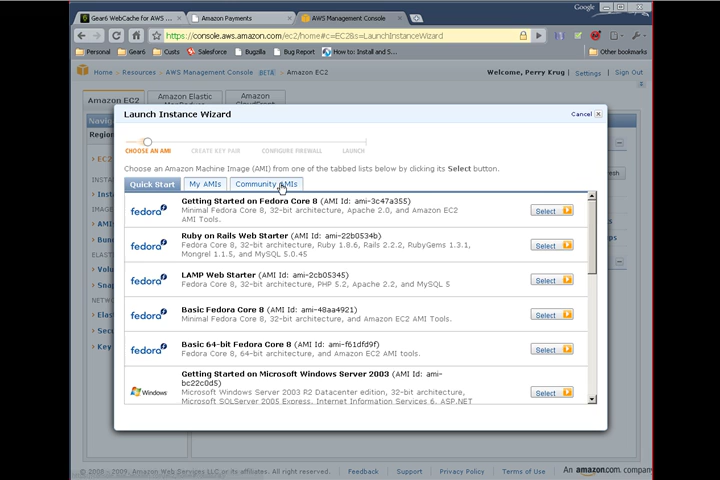 Google
Gear6 WebCache for AWS
Amazon Payments
AWS Management Console
https://console.aws.amazon.com/ec2/home#c=EC2&s=LaunchInstanceWizard
Personal
Gear6
Custs
Salesforce
Bugzilla
Bug Report
How to: Install and S...
Other bookmarks
Home > Resources > AWS Management Console BETA > Amazon EC2
Welcome, Perry Krug
Settings
Sign Out
Amazon EC2
Amazon Elastic
Amazon
Launch Instance Wizard
Cancel
CHOOSE AN AMI
CREATE KEY PAIR
CONFIGURE FIREWALL
LAUNCH
Choose an Amazon Machine Image (AMI) from one of the tabbed lists below by clicking its Select button.
Quick Start
My AMIs
Community AMIs
fedora
Getting Started on Fedora Core 8 (AMI Id: ami-3c47a355)
Minimal Fedora Core 8, 32-bit architecture, Apache 2.0, and Amazon EC2
AMI Tools.
Select
fedora
Ruby on Rails Web Starter (AMI Id: ami-22b0534b)
Fedora Core 8, 32-bit architecture, Ruby 1.8.6, Rails 2.2.2, RubyGems 1.3.1,
Mongrel 1.1.5, and MySQL 5.0.45
Select
fedora
LAMP Web Starter (AMI Id: ami-2cb05345)
Fedora Core 8, 32-bit architecture, PHP 5.2, Apache 2.2, and MySQL 5
Select
fedora
Basic Fedora Core 8 (AMI Id: ami-48aa4921)
Minimal Fedora Core 8, 32-bit architecture, and Amazon EC2 AMI Tools.
Select
fedora
Basic 64-bit Fedora Core 8 (AMI Id: ami-f61dfd9f)
Fedora Core 8, 64-bit architecture, and Amazon EC2 AMI tools.
Select
Windows
Getting Started on Microsoft Windows Server 2003 (AMI Id: ami-
bc22c0d5)
Microsoft Windows Server 2003 R2 Datacenter edition, 32-bit architecture,
Microsoft SQLServer 2005 Express, Internet Information Services 6, ASP.NET
Select
© 2008 - 2009, Amazon Web Services LLC or its affiliates. All rights reserved.
Feedback
Support
Privacy Policy
Terms of Use
An amazon.com company